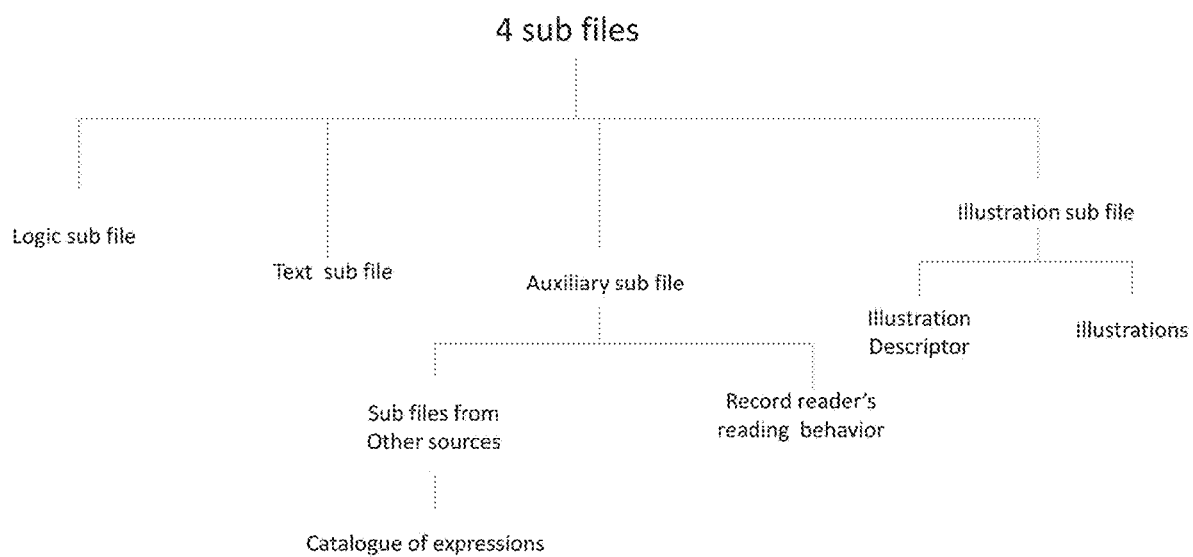 4 sub files
Logic sub file
Text sub file
Auxiliary sub file
Illustration sub file
Illustration
Descriptor
Illustrations
Sub files from
Other sources
Record reader's
reading behavior
Catalogue of expressions